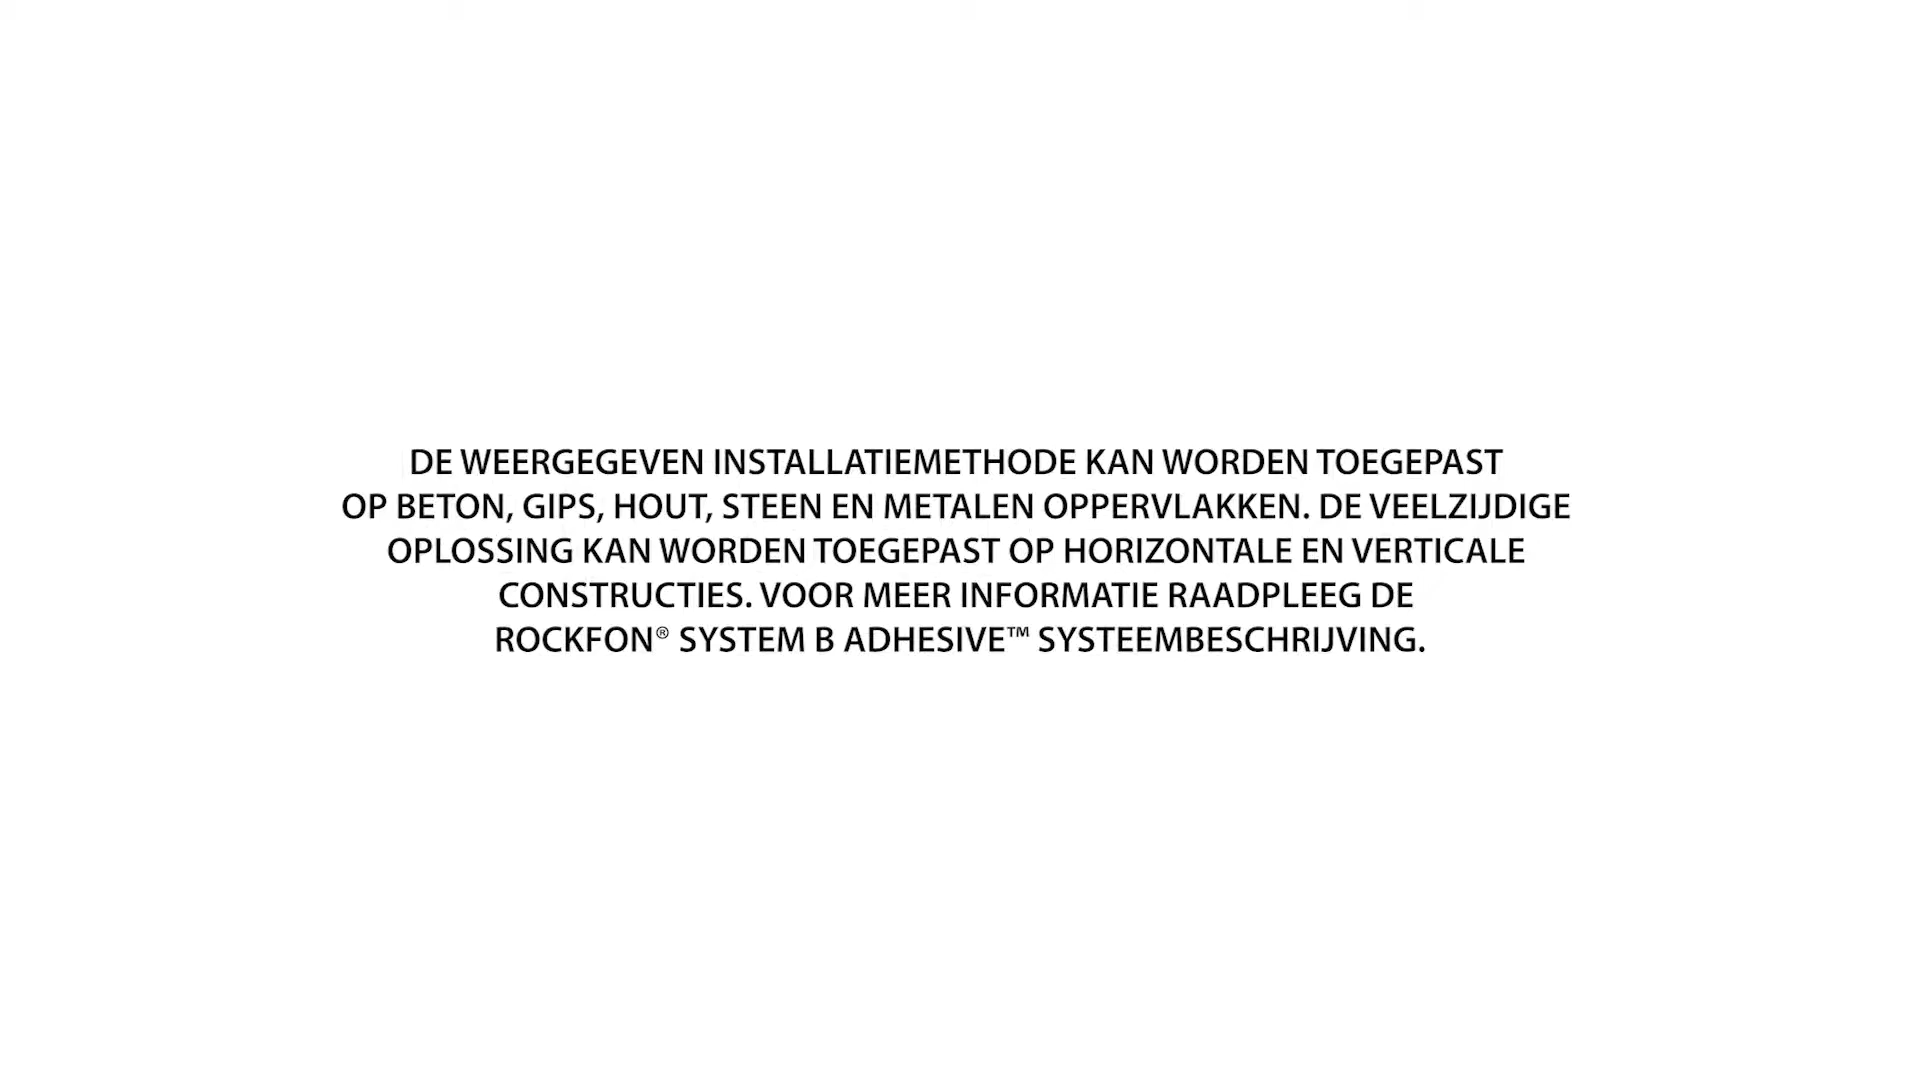 DE WEERGEGEVEN INSTALLATIEMETHODE KAN WORDEN TOEGEPAST
OP BETON, GIPS, HOUT, STEEN EN METALEN OPPERVLAKKEN. DE VEELZIJDIGE
OPLOSSING KAN WORDEN TOEGEPAST OP HORIZONTALE EN VERTICALE
CONSTRUCTIES. VOOR MEER INFORMATIE RAADPLEEG DE
ROCKFON® SYSTEM B ADHESIVE™ SYSTEEMBESCHRIJVING.